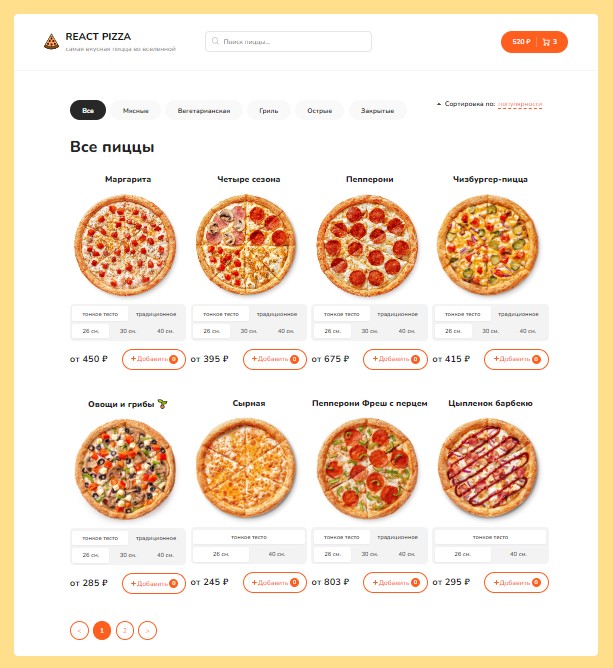 REACT PIZZA
самая вкусная пицца во вселенной
Поиск пиццы...
520 ₽ 3
Все Мясные Вегетарианская Гриль Острые Закрытые
Сортировка по: популярности
Все пиццы
Маргарита Четыре сезона Пепперони Чизбургер-пицца
тонкое тесто традиционное тонкое тесто традиционное тонкое тесто традиционное тонкое тесто традиционное
26 см. 30 см. 40 см. 26 см. 30 см. 40 см. 26 см. 30 см. 40 см. 26 см. 30 см. 40 см.
от 450 ₽ + Добавить 0 от 395 ₽ + Добавить 0 от 675 ₽ + Добавить 0 от 415 ₽ + Добавить 0
Овощи и грибы Сырная Пепперони Фреш с перцем Цыпленок барбекю
тонкое тесто традиционное тонкое тесто тонкое тесто традиционное тонкое тесто
26 см. 30 см. 40 см. 26 см. 40 см. 26 см. 30 см. 40 см. 26 см. 40 см.
от 285 ₽ + Добавить 0 от 245 ₽ + Добавить 0 от 803 ₽ + Добавить 0 от 295 ₽ + Добавить 0
< 1 2 >